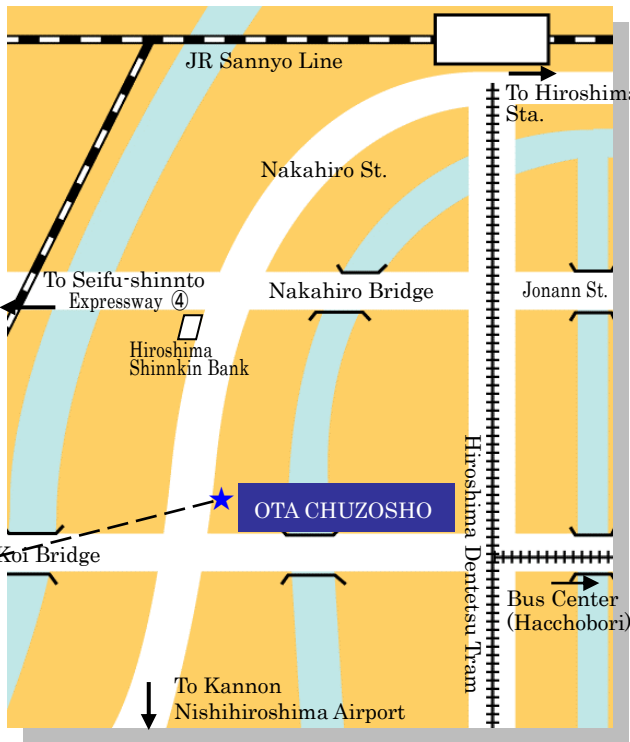 JR Sannyo Line
To Hiroshima
Sta.
Nakahiro St.
To Seifu-shinnto
Expressway ④
Nakahiro Bridge
Jonann St.
Hiroshima
Shinnkin Bank
Hiroshima Dentetsu Tram
OTA CHUZOSHO
Koi Bridge
Bus Center
(Hacchobori)
To Kannon
Nishihiroshima Airport